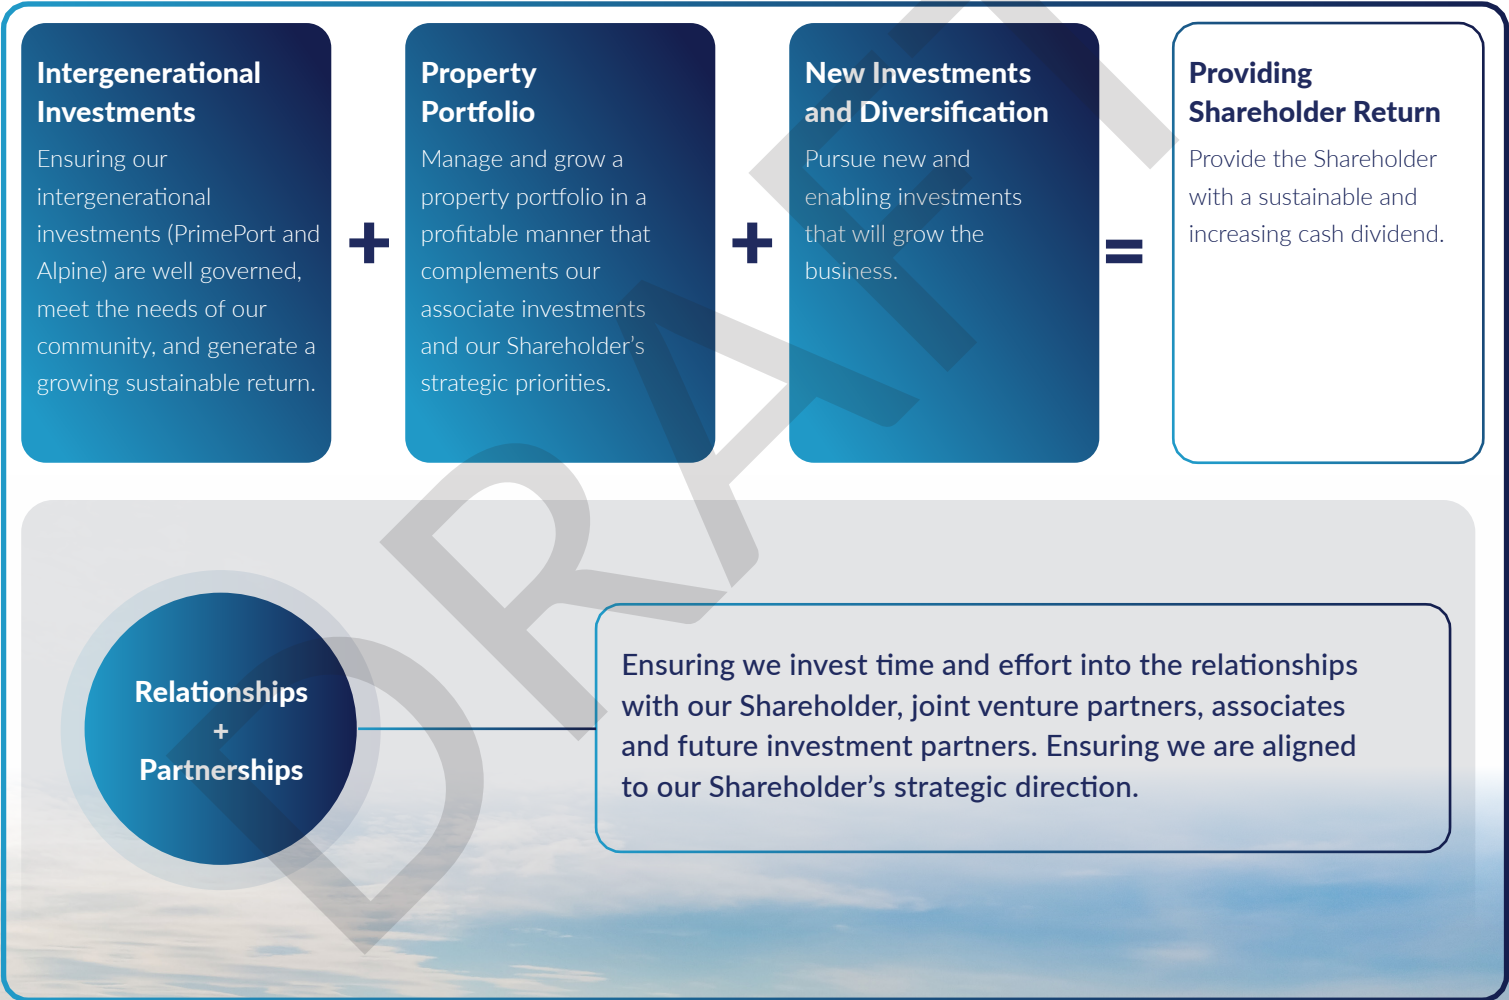 Intergenerational
Investments
Ensuring our
intergenerational
investments (PrimePort and
Alpine) are well governed,
meet the needs of our
community, and generate a
growing sustainable return.
+
Property
Portfolio
Manage and grow a
property portfolio in a
profitable manner that
complements our
associate investments
and our Shareholder’s
strategic priorities.
+
New Investments
and Diversification
Pursue new and
enabling investments
that will grow the
business.
=
Providing
Shareholder Return
Provide the Shareholder
with a sustainable and
increasing cash dividend.
Relationships
+
Partnerships
Ensuring we invest time and effort into the relationships
with our Shareholder, joint venture partners, associates
and future investment partners. Ensuring we are aligned
to our Shareholder’s strategic direction.
DRAFT